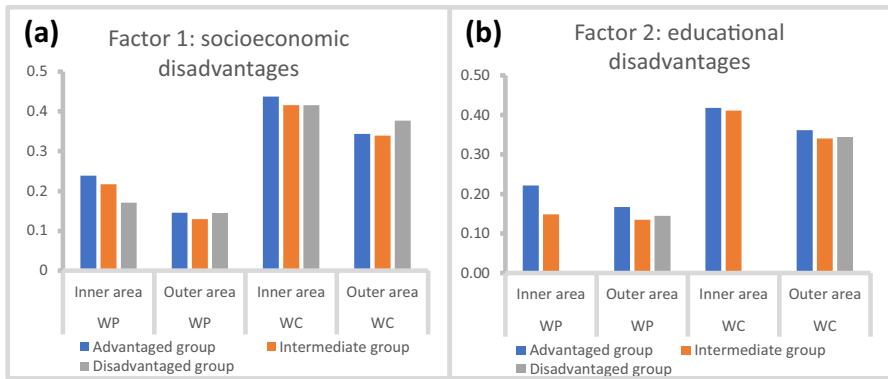 (a)
Factor 1: socioeconomic
disadvantages
0.5
0.4
0.3
0.2
0.1
0
Inner area Outer area Inner area Outer area
WP WP WC WC
Advantaged group Intermediate group
Disadvantaged group
(b)
Factor 2: educational
disadvantages
0.50
0.40
0.30
0.20
0.10
0.00
Inner area Outer area Inner area Outer area
WP WP WC WC
Advantaged group Intermediate group
Disadvantaged group